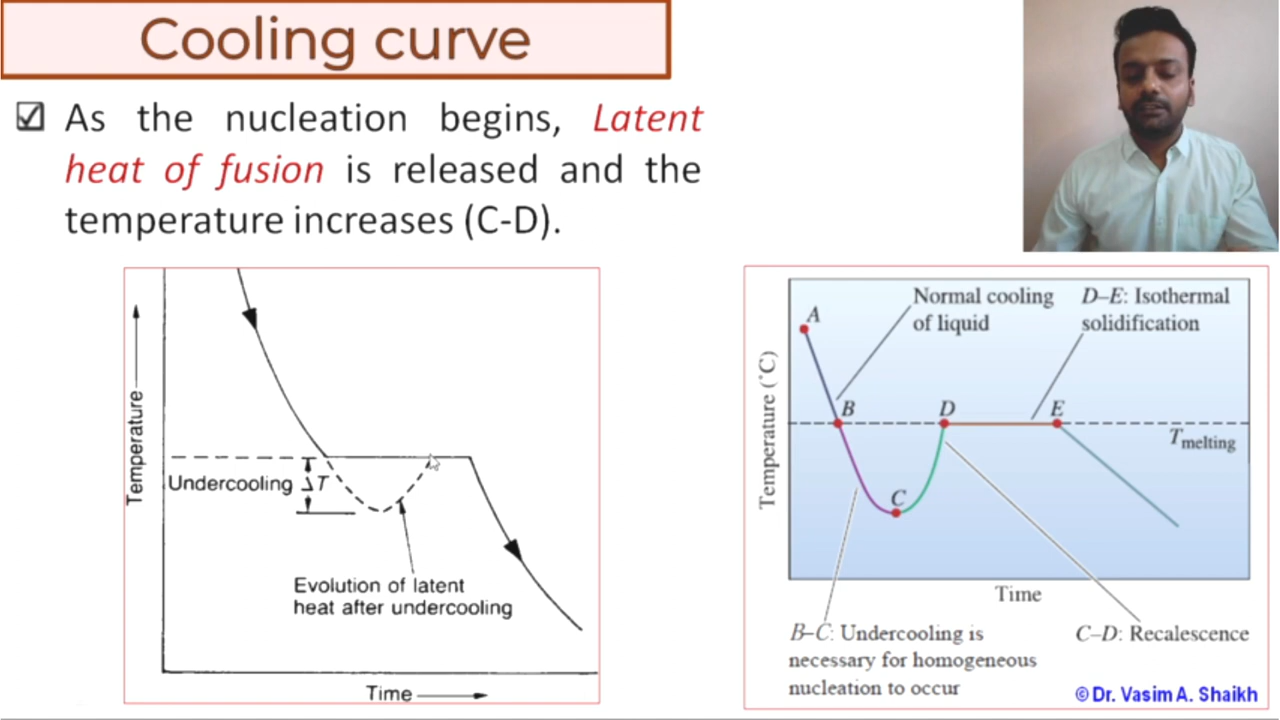 Cooling curve
As the nucleation begins, Latent
heat of fusion is released and the
temperature increases (C-D).
Temperature
Undercooling ΔT
Evolution of latent
heat after undercooling
Time
Normal cooling
of liquid
D–E: Isothermal
solidification
A
B
D
E
C
Tmelting
Temperature (°C)
Time
B–C: Undercooling is
necessary for homogeneous
nucleation to occur
C–D: Recalescence
© Dr. Vasim A. Shaikh